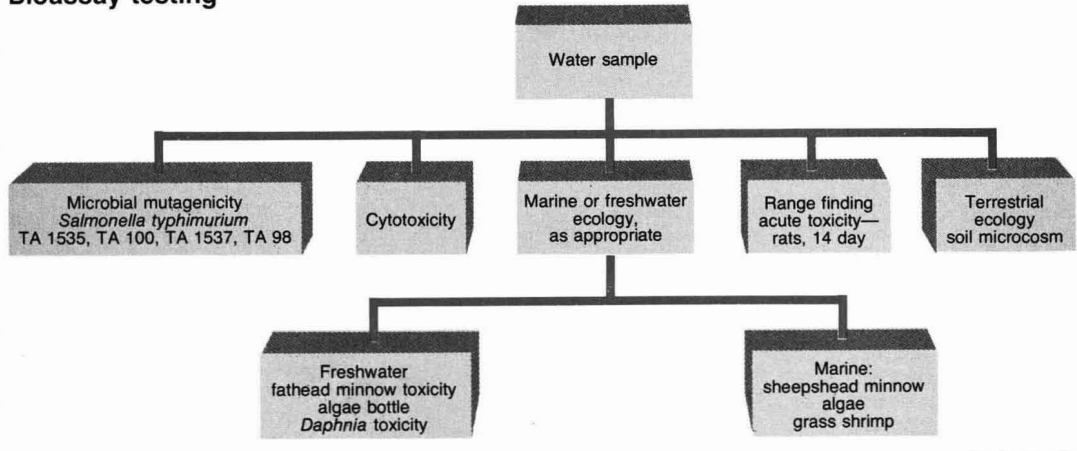 Bioassay testing
Water sample
Microbial mutagenicity
Salmonella typhimurium
TA 1535, TA 100, TA 1537, TA 98
Cytotoxicity
Marine or freshwater
ecology,
as appropriate
Range finding
acute toxicity—
rats, 14 day
Terrestrial
ecology
soil microcosm
Freshwater
fathead minnow toxicity
algae bottle
Daphnia toxicity
Marine:
sheepshead minnow
algae
grass shrimp